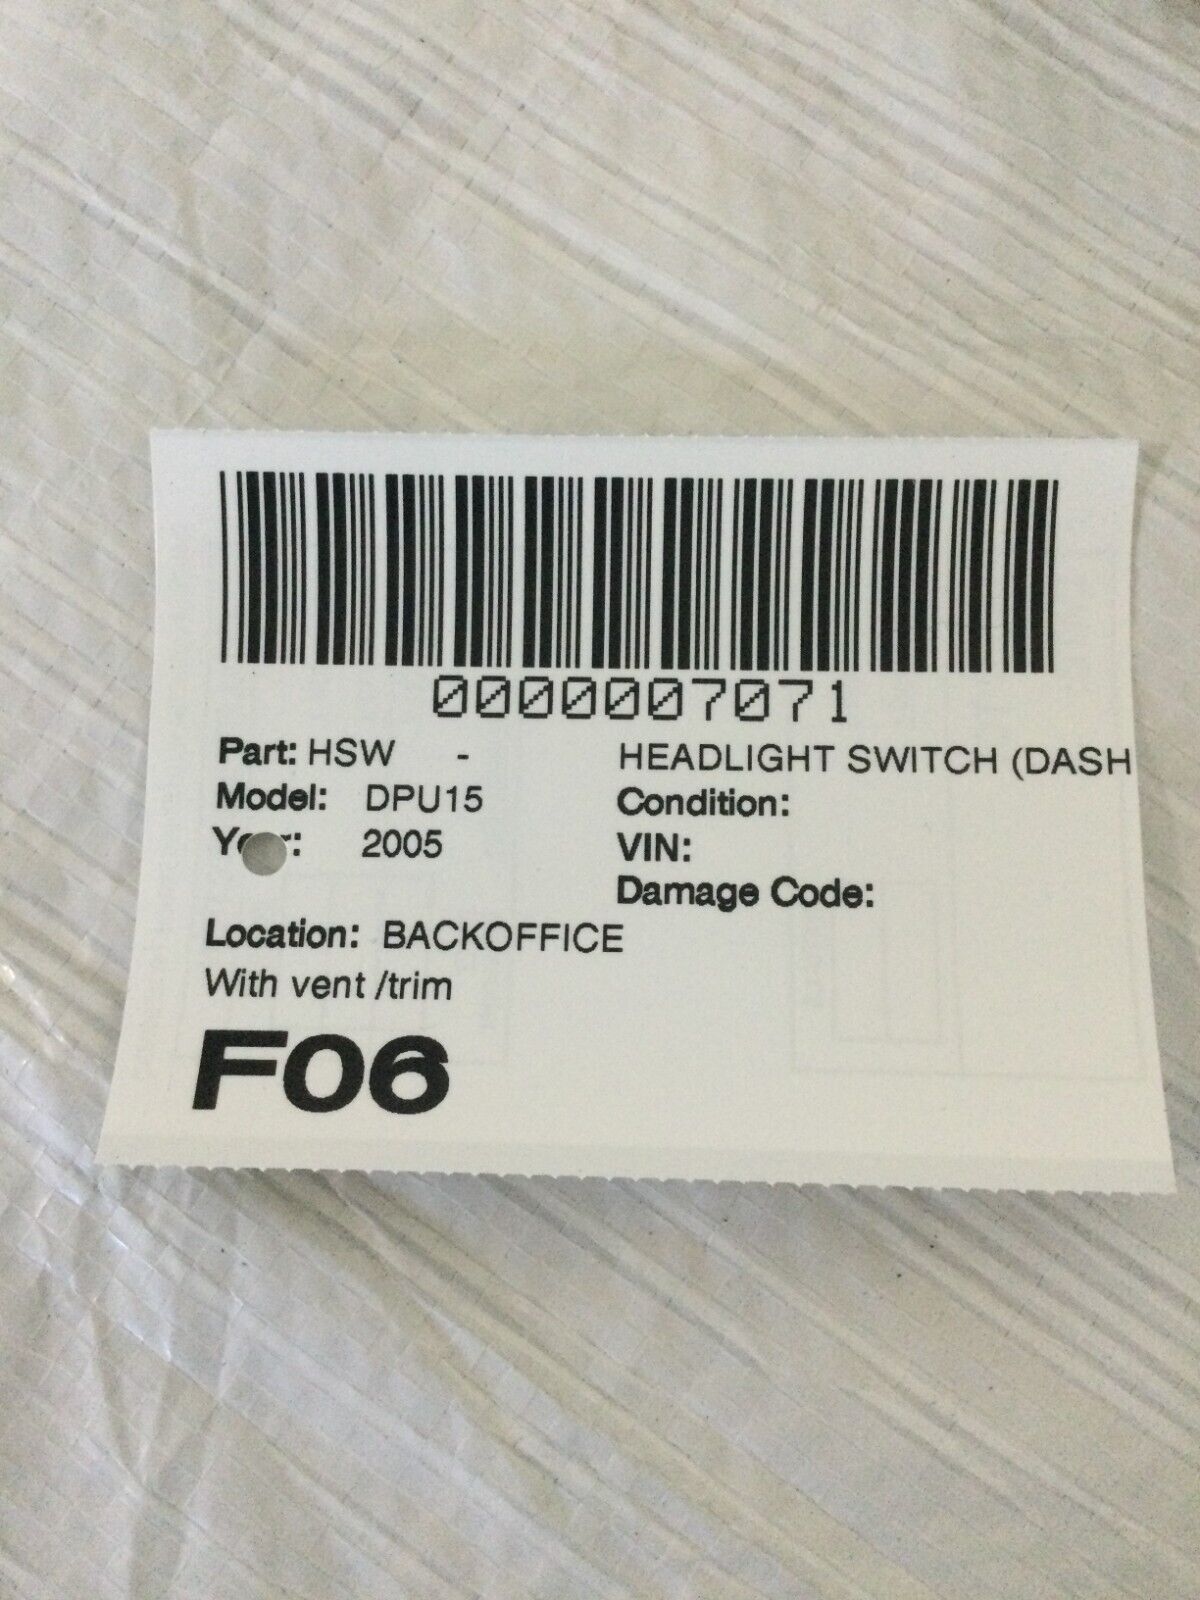 0000007071
Part: HSW - HEADLIGHT SWITCH (DASH
Model: DPU15 Condition:
Year: 2005 VIN:
Damage Code:
Location: BACKOFFICE
With vent /trim
F06